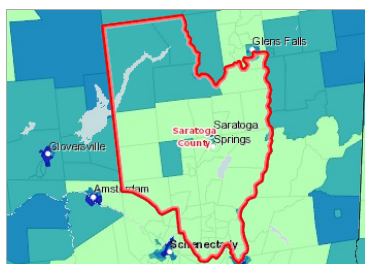 Glens Falls
Saratoga
Springs
Saratoga
County
Gloversville
Amsterdam
Schenectady